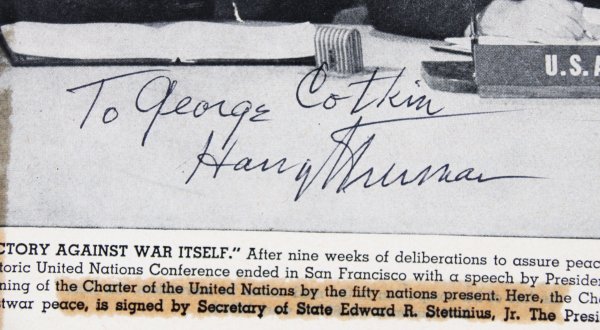 U.S.A
To George Cotkin
Harry Truman
CTORY AGAINST WAR ITSELF." After nine weeks of deliberations to assure peac
toric United Nations Conference ended in San Francisco with a speech by Presiden
ning of the Charter of the United Nations by the fifty nations present. Here, the Cha
stwar peace, is signed by Secretary of State Edward R. Stettinius, Jr. The Presi